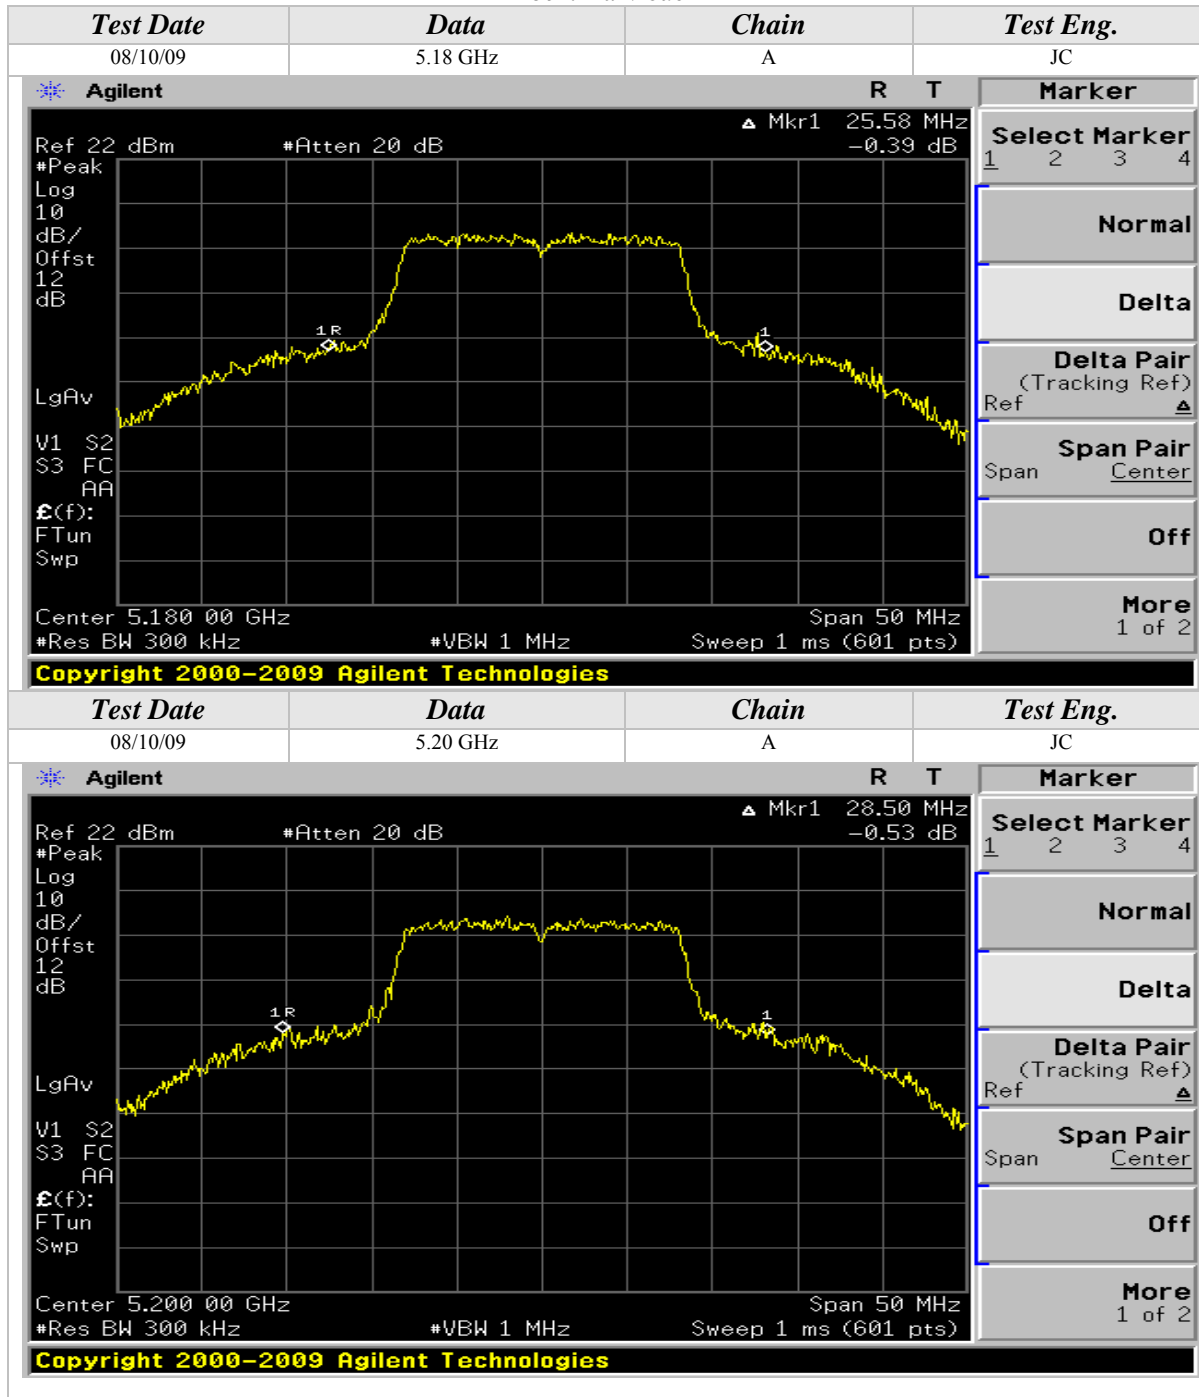 Test Date Data Chain Test Eng.
08/10/09 5.18 GHz A JC
Agilent R T Marker
Δ Mkr1 25.58 MHz
Ref 22 dBm #Atten 20 dB −0.39 dB
#Peak
Log
10
dB/
Offst
12
dB
1R
1
LgAv
V1 S2
S3 FC
AA
£(f):
FTun
Swp
Center 5.180 00 GHz Span 50 MHz
#Res BW 300 kHz #VBW 1 MHz Sweep 1 ms (601 pts)
Select Marker
1 2 3 4
Normal
Delta
Delta Pair
(Tracking Ref)
Ref Δ
Span Pair
Span Center
Off
More
1 of 2
Copyright 2000-2009 Agilent Technologies
Test Date Data Chain Test Eng.
08/10/09 5.20 GHz A JC
Agilent R T Marker
Δ Mkr1 28.50 MHz
Ref 22 dBm #Atten 20 dB −0.53 dB
#Peak
Log
10
dB/
Offst
12
dB
1R
1
LgAv
V1 S2
S3 FC
AA
£(f):
FTun
Swp
Center 5.200 00 GHz Span 50 MHz
#Res BW 300 kHz #VBW 1 MHz Sweep 1 ms (601 pts)
Select Marker
1 2 3 4
Normal
Delta
Delta Pair
(Tracking Ref)
Ref Δ
Span Pair
Span Center
Off
More
1 of 2
Copyright 2000-2009 Agilent Technologies